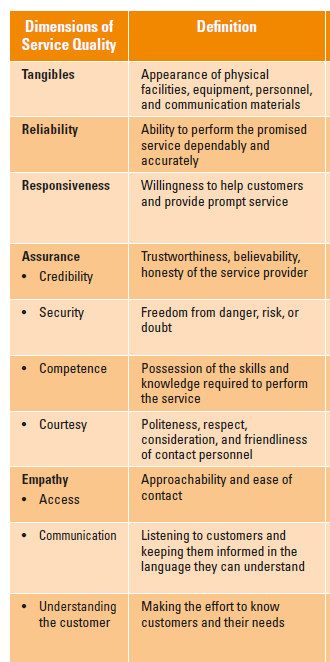 Dimensions of
Service Quality
Definition
Tangibles
Appearance of physical
facilities, equipment, personnel,
and communication materials
Reliability
Ability to perform the promised
service dependably and
accurately
Responsiveness
Willingness to help customers
and provide prompt service
Assurance
• Credibility
Trustworthiness, believability,
honesty of the service provider
• Security
Freedom from danger, risk, or
doubt
• Competence
Possession of the skills and
knowledge required to perform
the service
• Courtesy
Politeness, respect,
consideration, and friendliness
of contact personnel
Empathy
• Access
Approachability and ease of
contact
• Communication
Listening to customers and
keeping them informed in the
language they can understand
• Understanding
the customer
Making the effort to know
customers and their needs